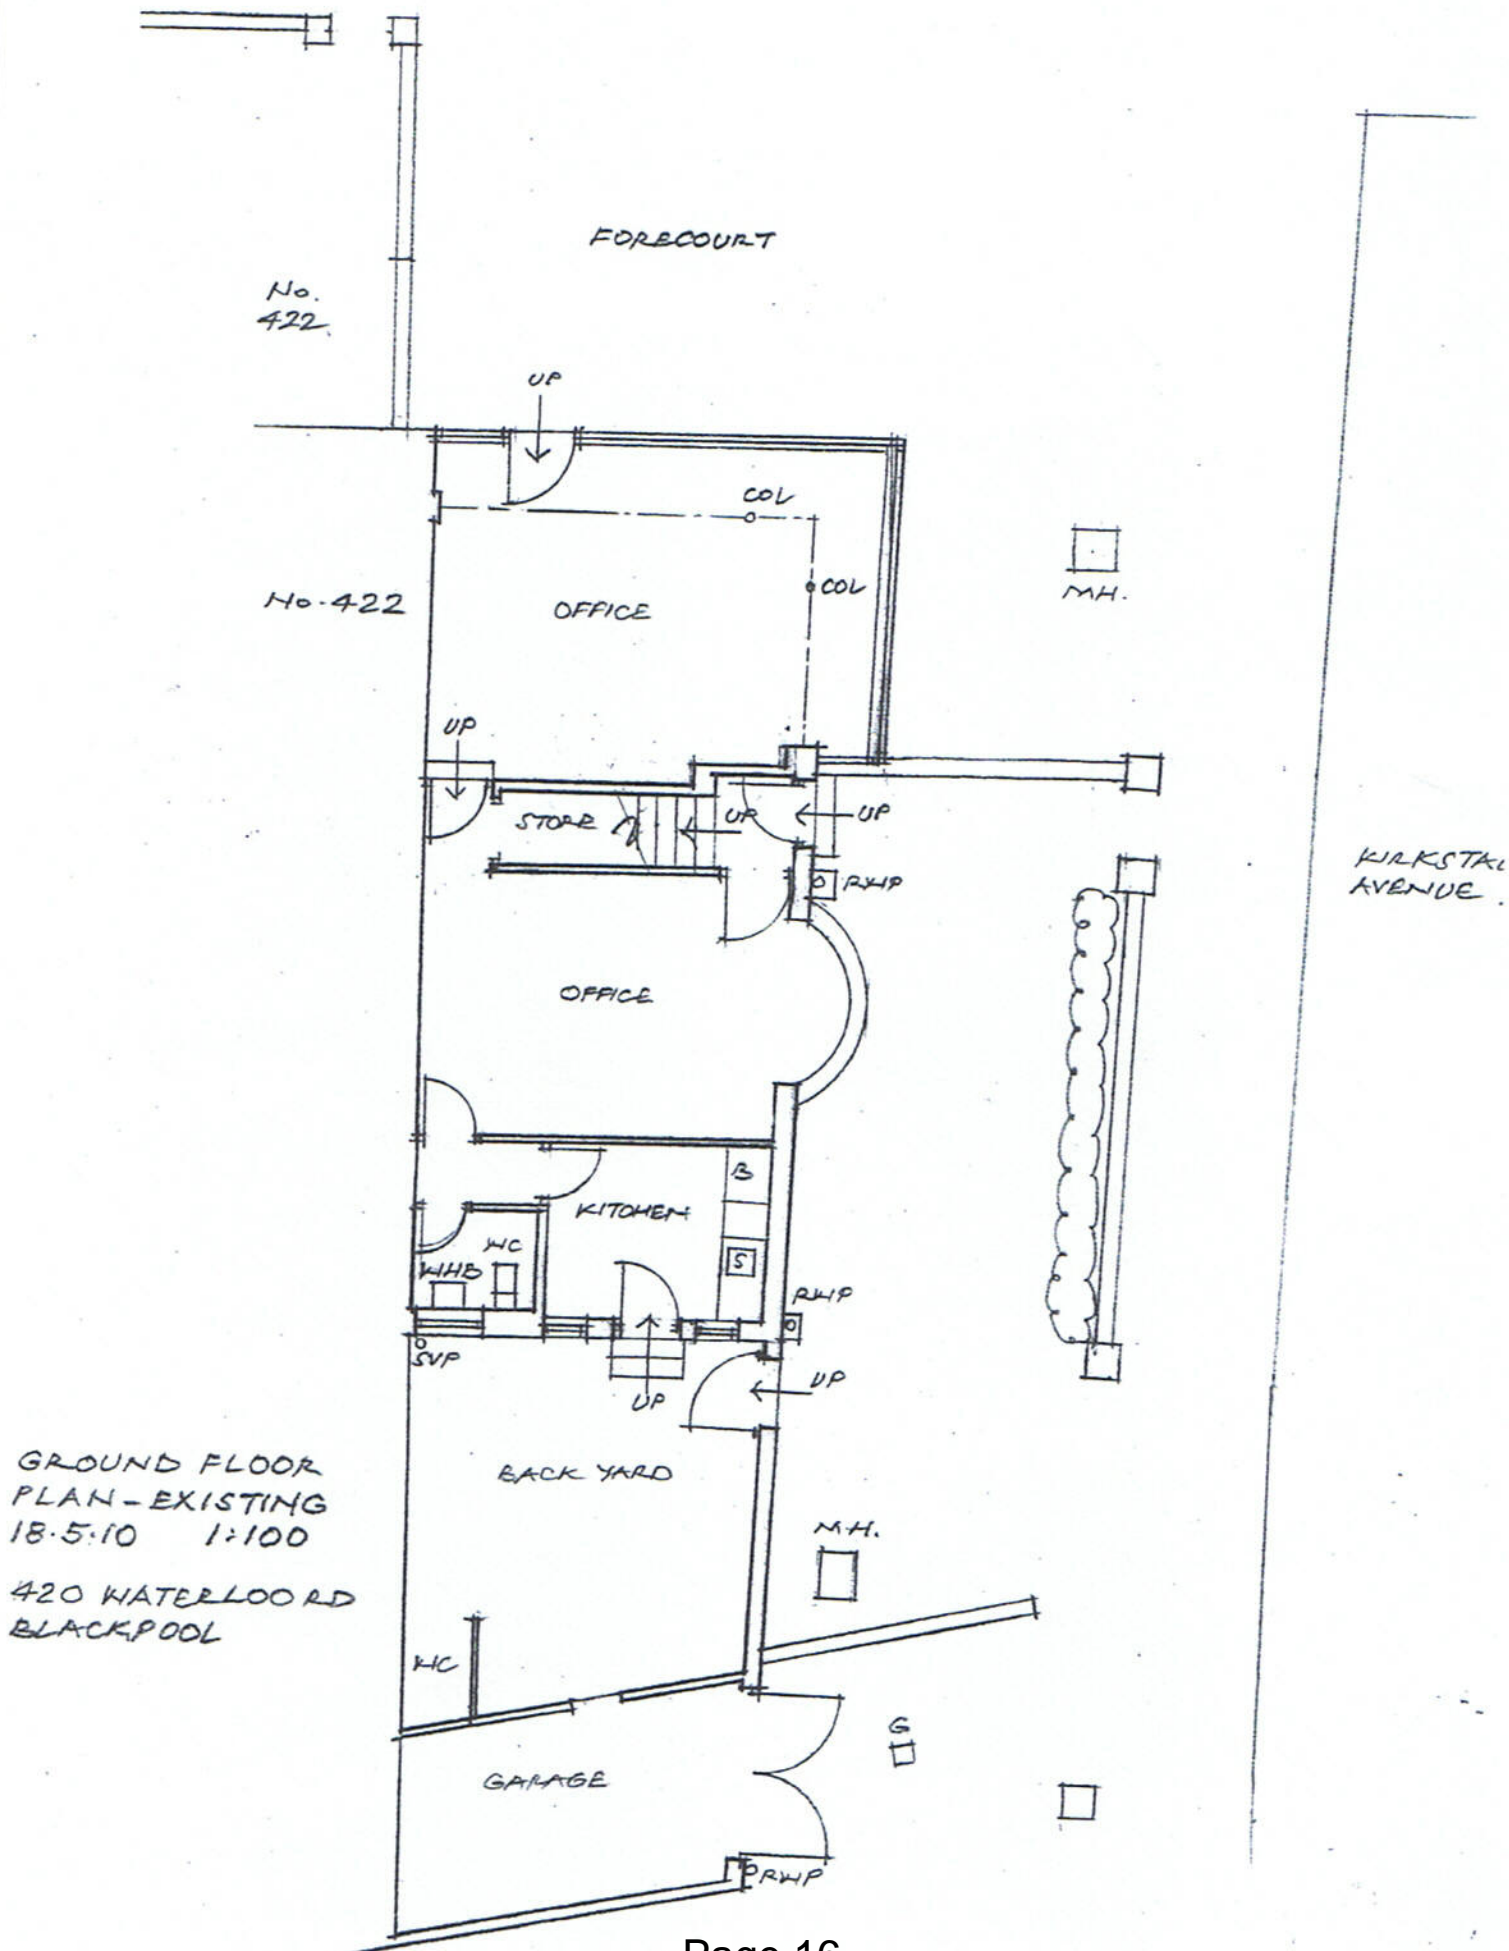 FORECOURT
No.
422.
UP
COL
COL
No. 422
OFFICE
MH.
UP
STORE
UP
UP
RWP
KIRKSTAL
AVENUE.
OFFICE
B
KITCHEN
WC
WHB
S
RWP
SVP
UP
UP
GROUND FLOOR
PLAN - EXISTING
18.5.10 1:100
420 WATERLOO RD
BLACKPOOL
BACK YARD
M.H.
WC
G
GARAGE
RWP
Page 16